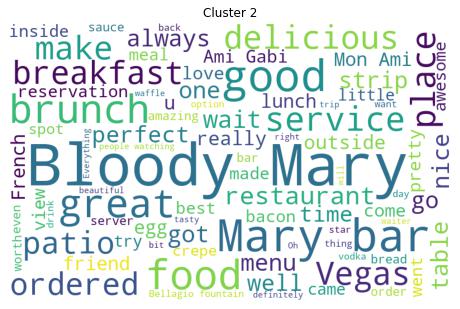 Cluster 2
inside sauce back always delicious
make meal Ami Gabi Mon Ami
breakfast waffle love strip place awesome
reservation option one lunch little trip want
brunch u amazing good service
spot perfect really wait outside nice
French Everything people watching made bar right pretty
Bloody Mary
beautiful restaurant day go
worth even view drink great best bacon time come
server tasty egg Mary bar will
patio try bit got star waiter
friend crepe menu Oh thing went table
ordered food well vodka bread Vegas
Bellagio fountain definitely came order